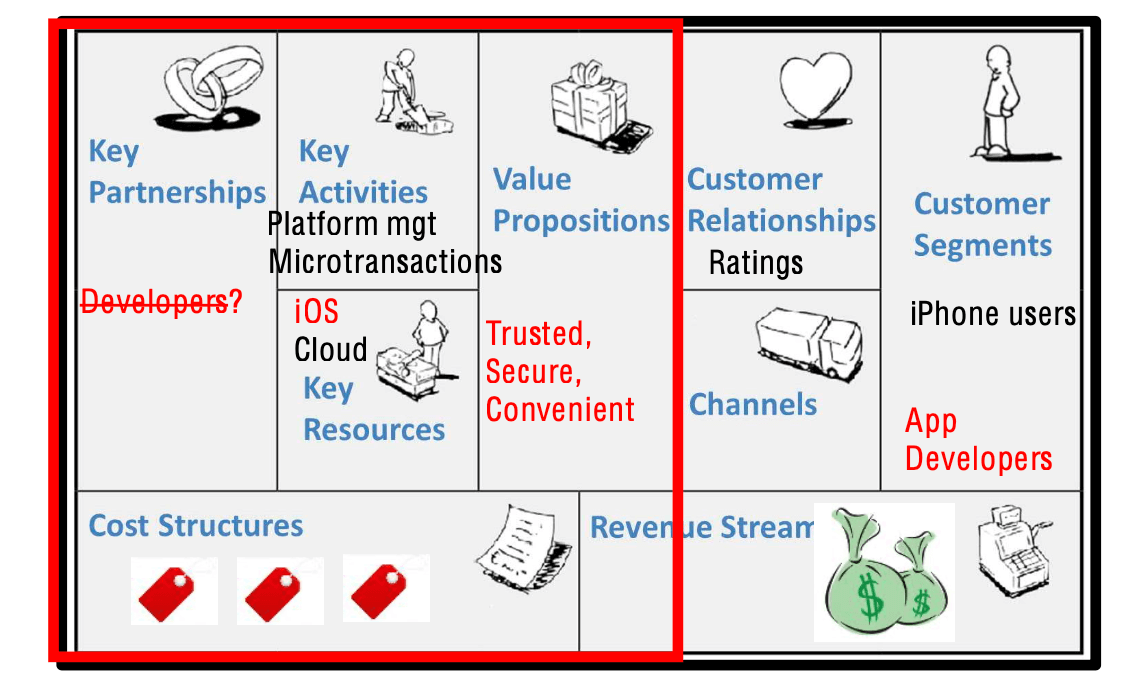 Key
Partnerships
Developers?
Key
Activities
Platform mgt
Microtransactions
iOS
Cloud
Key
Resources
Value
Propositions
Trusted,
Secure,
Convenient
Customer
Relationships
Ratings
Channels
Customer
Segments
iPhone users
App
Developers
Cost Structures
Revenue Stream
$
$